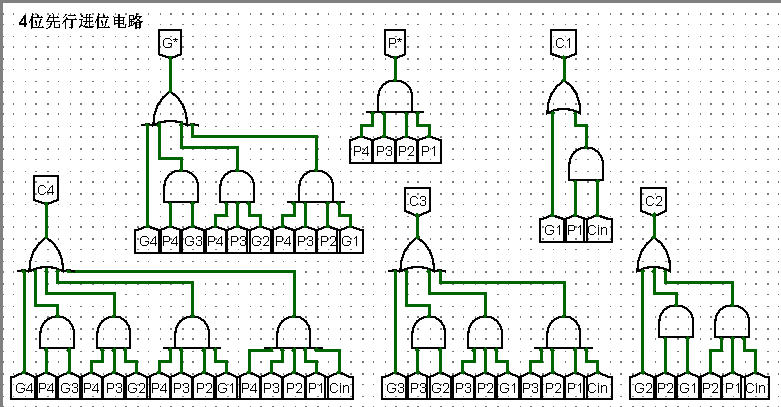 4位先行进位电路
G* P* C1
P4 P3 P2 P1
C4 C3 C2
G1 P1 Cin
G4 P4 G3 P4 P3 G2 P4 P3 P2 G1
G4 P4 G3 P4 P3 G2 P4 P3 P2 G1 P4 P3 P2 P1 Cin
G3 P3 G2 P3 P2 G1 P3 P2 P1 Cin
G2 P2 G1 P2 P1 Cin